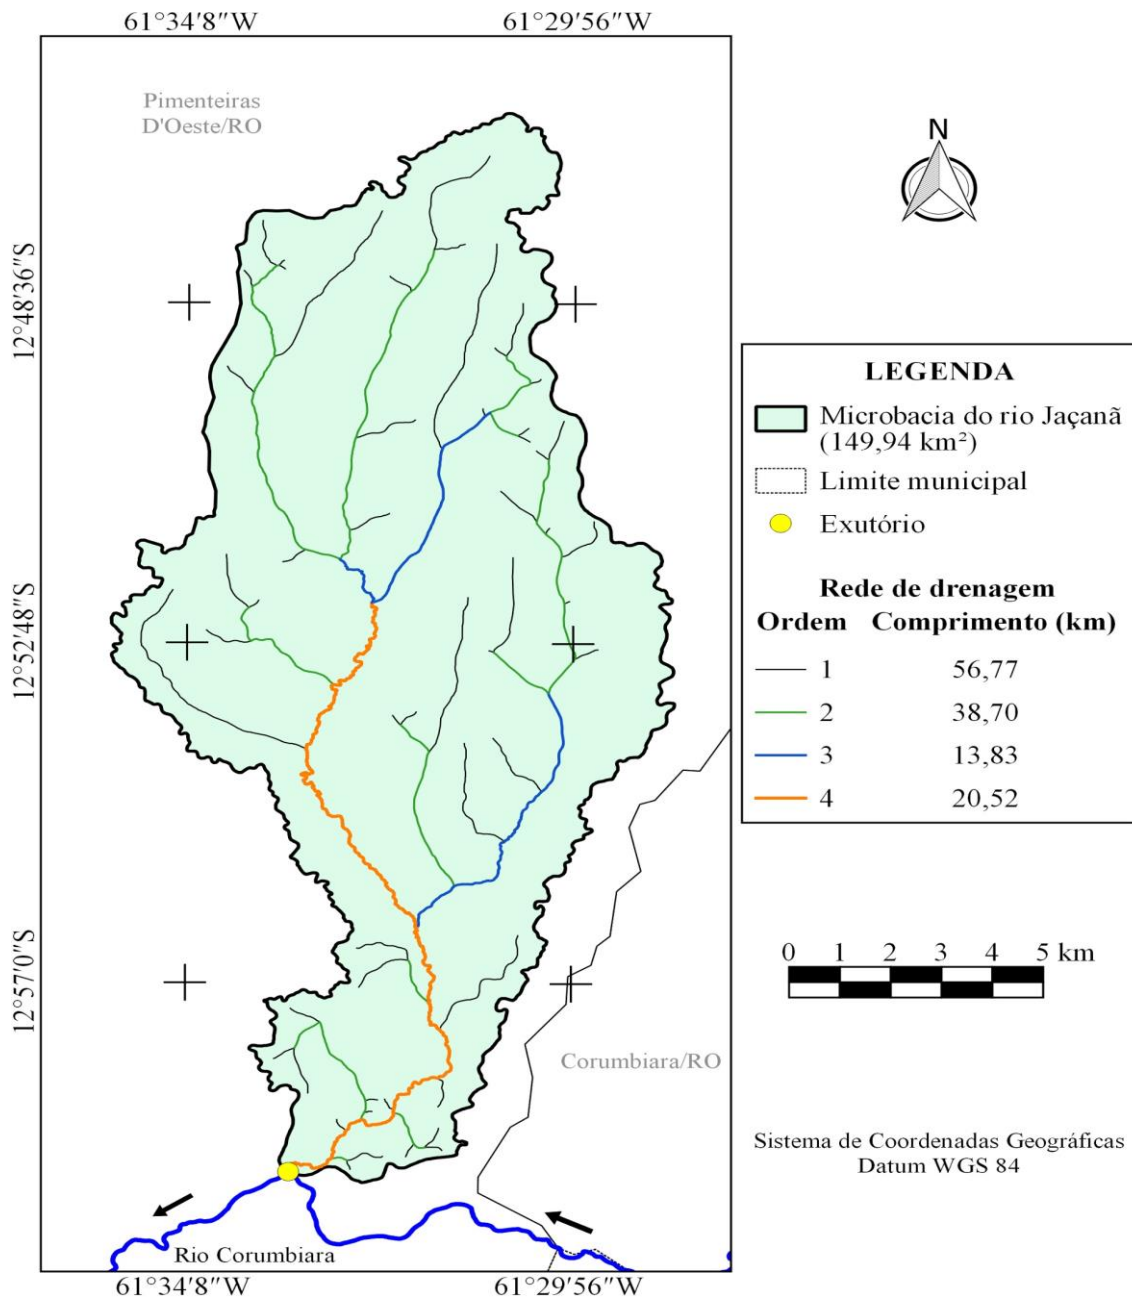 61°34'8"W 61°29'56"W
Pimenteiras
D'Oeste/RO
N
12°48'36"S
12°52'48"S
12°57'0"S
LEGENDA
Microbacia do rio Jaçanã
(149,94 km²)
Limite municipal
Exutório
Rede de drenagem
Ordem Comprimento (km)
1 56,77
2 38,70
3 13,83
4 20,52
0 1 2 3 4 5 km
Corumbiara/RO
Sistema de Coordenadas Geográficas
Datum WGS 84
Rio Corumbiara
61°34'8"W 61°29'56"W